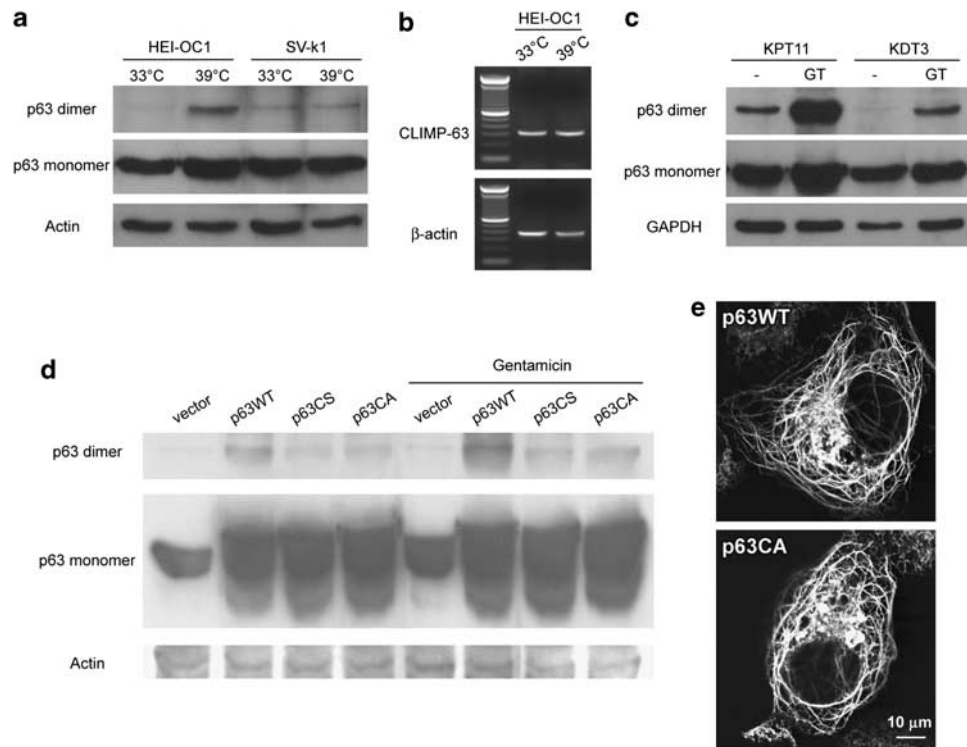 a
HEI-OC1 SV-k1
33°C 39°C 33°C 39°C
p63 dimer
p63 monomer
Actin
b
HEI-OC1
33°C 39°C
CLIMP-63
β-actin
c
KPT11 KDT3
- GT - GT
p63 dimer
p63 monomer
GAPDH
d
Gentamicin
vector p63WT p63CS p63CA vector p63WT p63CS p63CA
p63 dimer
p63 monomer
Actin
e
p63WT
p63CA
10 μm